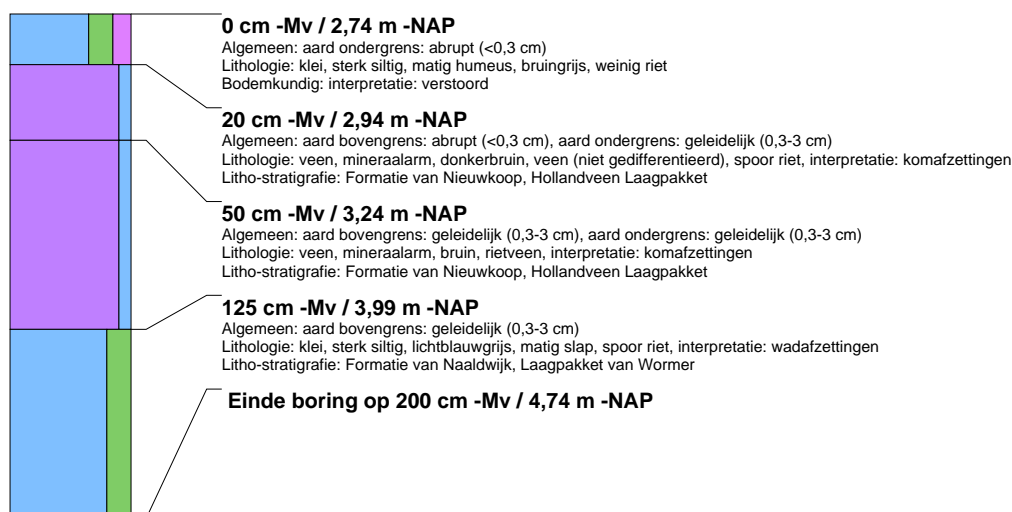 0 cm -Mv / 2,74 m -NAP
Algemeen: aard ondergrens: abrupt (<0,3 cm)
Lithologie: klei, sterk siltig, matig humeus, bruingrijs, weinig riet
Bodemkundig: interpretatie: verstoord
20 cm -Mv / 2,94 m -NAP
Algemeen: aard bovengrens: abrupt (<0,3 cm), aard ondergrens: geleidelijk (0,3-3 cm)
Lithologie: veen, mineraalarm, donkerbruin, veen (niet gedifferentieerd), spoor riet, interpretatie: komafzettingen
Litho-stratigrafie: Formatie van Nieuwkoop, Hollandveen Laagpakket
50 cm -Mv / 3,24 m -NAP
Algemeen: aard bovengrens: geleidelijk (0,3-3 cm), aard ondergrens: geleidelijk (0,3-3 cm)
Lithologie: veen, mineraalarm, bruin, rietveen, interpretatie: komafzettingen
Litho-stratigrafie: Formatie van Nieuwkoop, Hollandveen Laagpakket
125 cm -Mv / 3,99 m -NAP
Algemeen: aard bovengrens: geleidelijk (0,3-3 cm)
Lithologie: klei, sterk siltig, lichtblauwgrijs, matig slap, spoor riet, interpretatie: wadafzettingen
Litho-stratigrafie: Formatie van Naaldwijk, Laagpakket van Wormer
Einde boring op 200 cm -Mv / 4,74 m -NAP